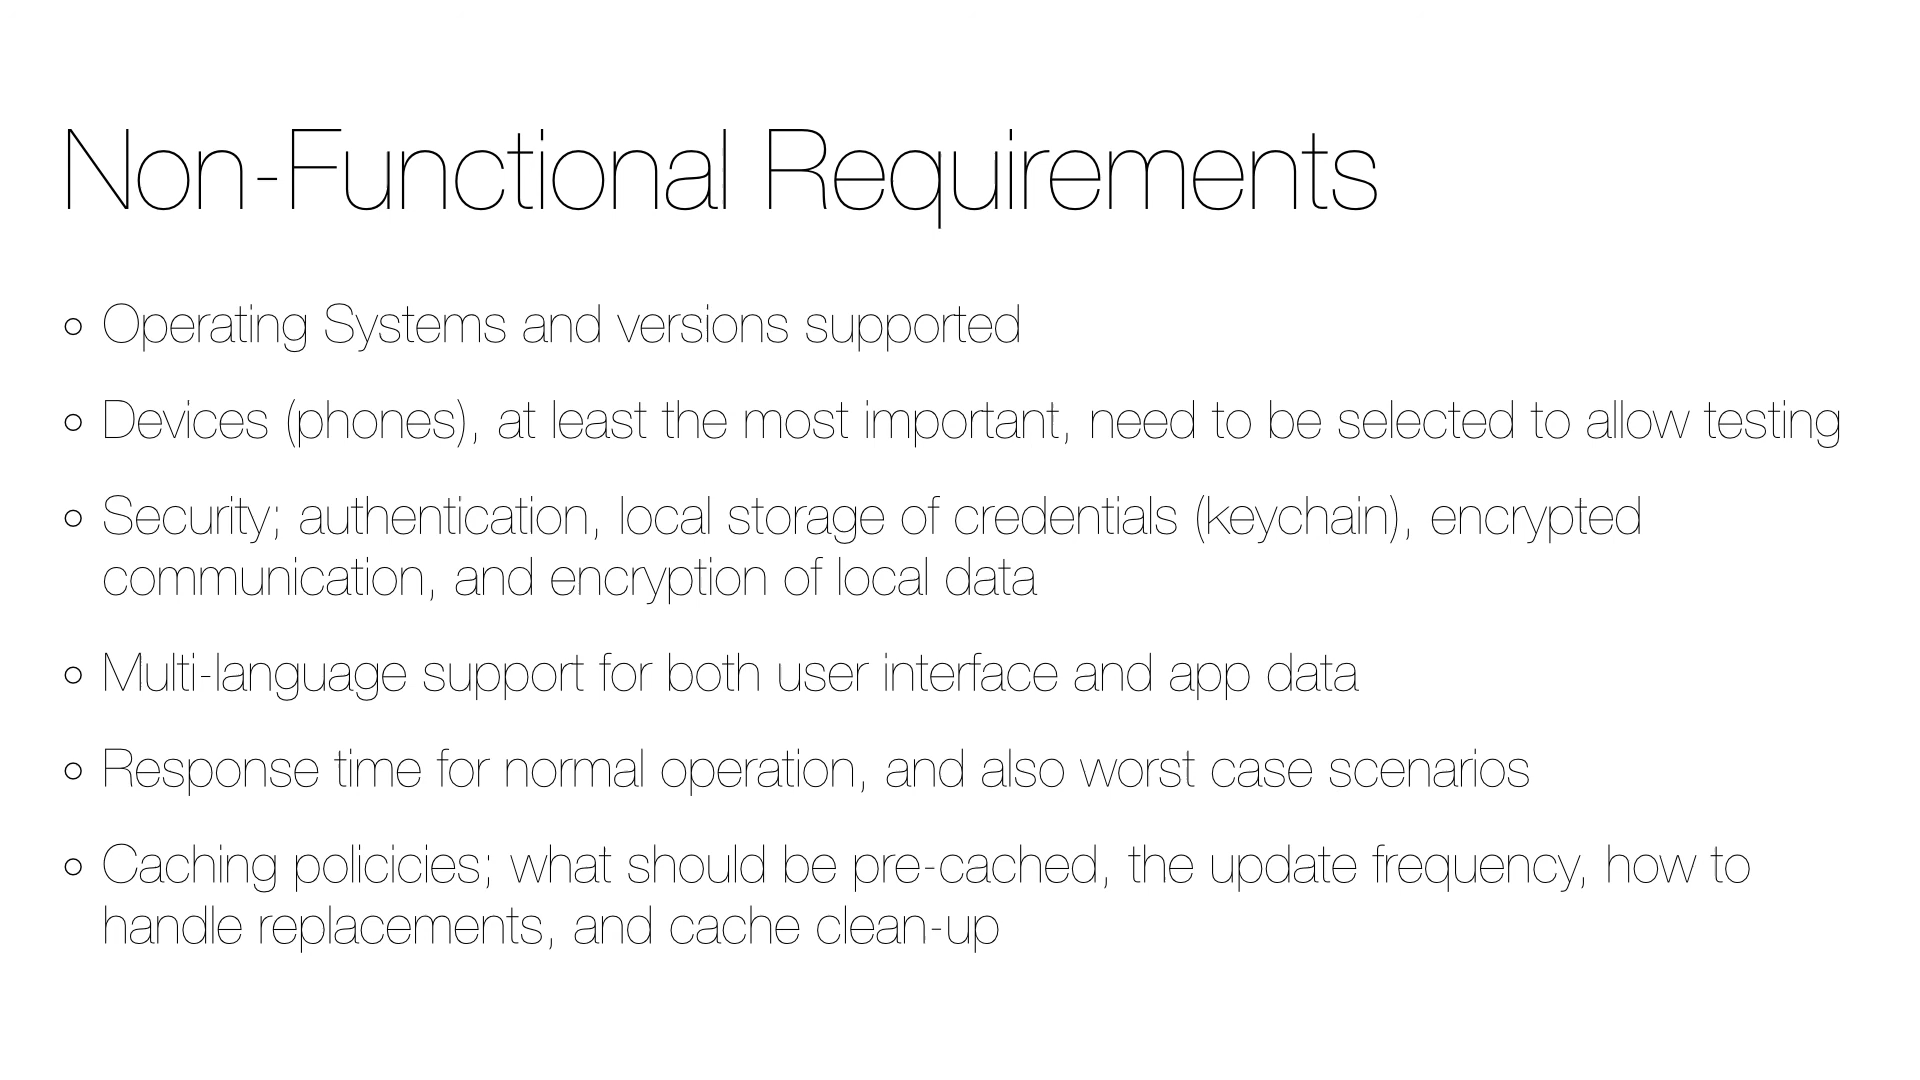 Non-Functional Requirements
◦ Operating Systems and versions supported
◦ Devices (phones), at least the most important, need to be selected to allow testing
◦ Security; authentication, local storage of credentials (keychain), encrypted
communication, and encryption of local data
◦ Multi-language support for both user interface and app data
◦ Response time for normal operation, and also worst case scenarios
◦ Caching policicies; what should be pre-cached, the update frequency, how to
handle replacements, and cache clean-up